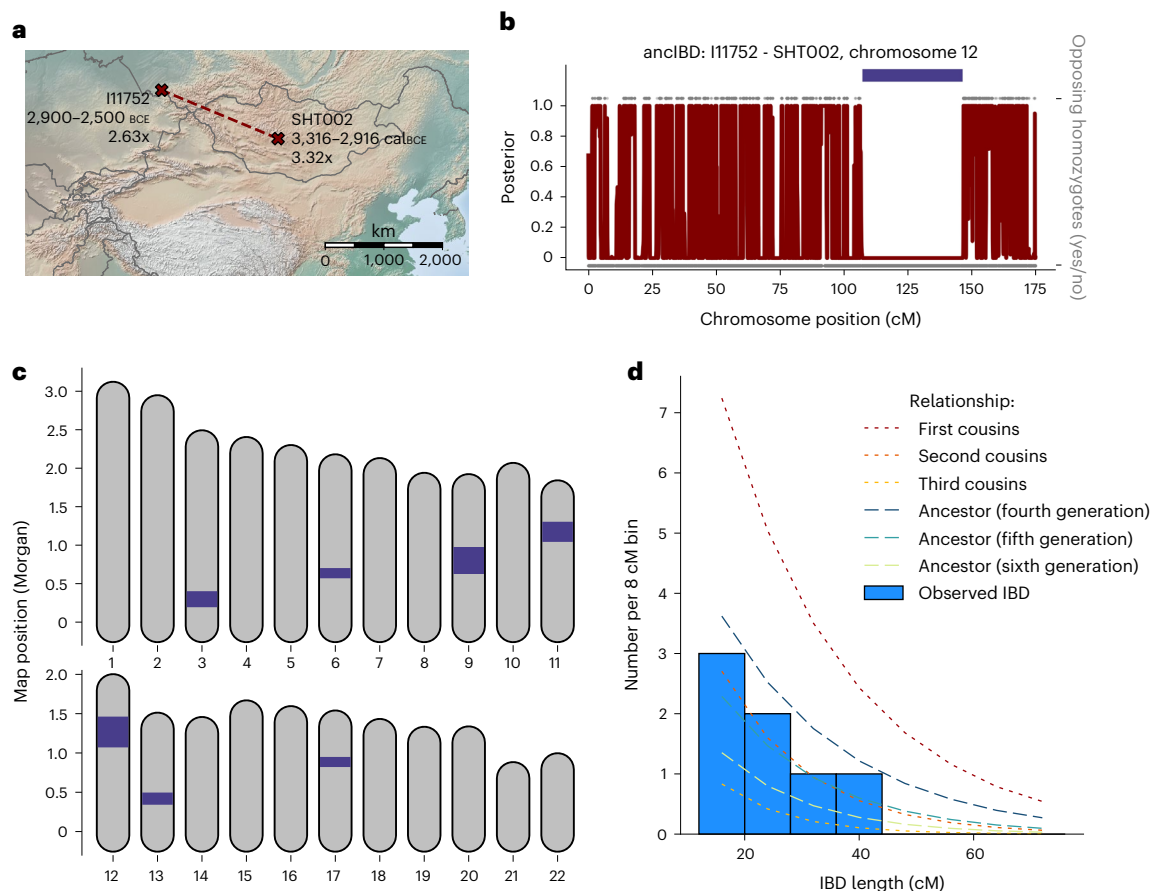 a
I11752
2,900–2,500 BCE
2.63x
SHT002
3,316–2,916 calBCE
3.32x
km
0 1,000 2,000
b
ancIBD: I11752 - SHT002, chromosome 12
Posterior
1.0
0.8
0.6
0.4
0.2
0
Opposing homozygotes (yes/no)
0 25 50 75 100 125 150 175
Chromosome position (cM)
c
Map position (Morgan)
3.0
2.5
2.0
1.5
1.0
0.5
0
1 2 3 4 5 6 7 8 9 10 11
2.0
1.5
1.0
0.5
0
12 13 14 15 16 17 18 19 20 21 22
d
Number per 8 cM bin
7
6
5
4
3
2
1
0
Relationship:
First cousins
Second cousins
Third cousins
Ancestor (fourth generation)
Ancestor (fifth generation)
Ancestor (sixth generation)
Observed IBD
20 40 60
IBD length (cM)